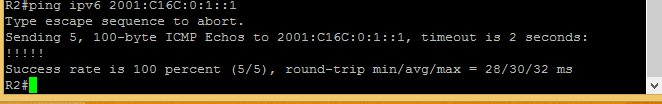 R2#ping ipv6 2001:C16C:0:1::1
Type escape sequence to abort.
Sending 5, 100-byte ICMP Echos to 2001:C16C:0:1::1, timeout is 2 seconds:
!!!!!
Success rate is 100 percent (5/5), round-trip min/avg/max = 28/30/32 ms
R2#